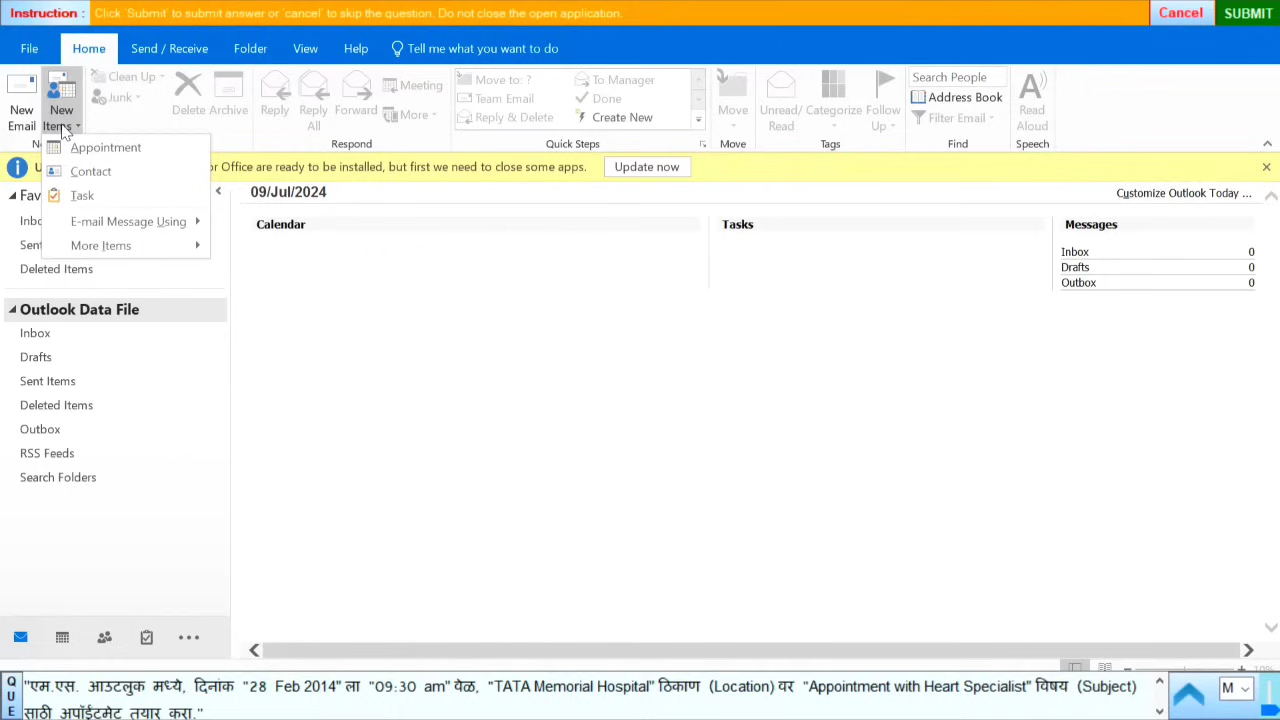 Instruction : Click 'Submit' to submit answer or 'cancel' to skip the question. Do not close the open application. Cancel SUBMIT
File Home Send / Receive Folder View Help Tell me what you want to do
New Email
New Items
Clean Up
Junk
Delete Archive
Reply
Reply All
Forward
Meeting
More
Respond
Move to: ?
Team Email
Reply & Delete
To Manager
Done
Create New
Quick Steps
Move
Move
Unread/ Read
Categorize
Follow Up
Tags
Search People
Address Book
Filter Email
Find
Read Aloud
Speech
Appointment
Contact
Task
E-mail Message Using
More Items
or Office are ready to be installed, but first we need to close some apps. Update now
Fav
Inbo
Sent
Deleted Items
Outlook Data File
Inbox
Drafts
Sent Items
Deleted Items
Outbox
RSS Feeds
Search Folders
09/Jul/2024
Customize Outlook Today ...
Calendar
Tasks
Messages
Inbox 0
Drafts 0
Outbox 0
QUE
"एम.एस. आउटलुक मध्ये, दिनांक "28 Feb 2014" ला "09:30 am" वेळ, "TATA Memorial Hospital" ठिकाण (Location) वर "Appointment with Heart Specialist" विषय (Subject)
साठी अपॉईंटमेंट तयार करा."
M